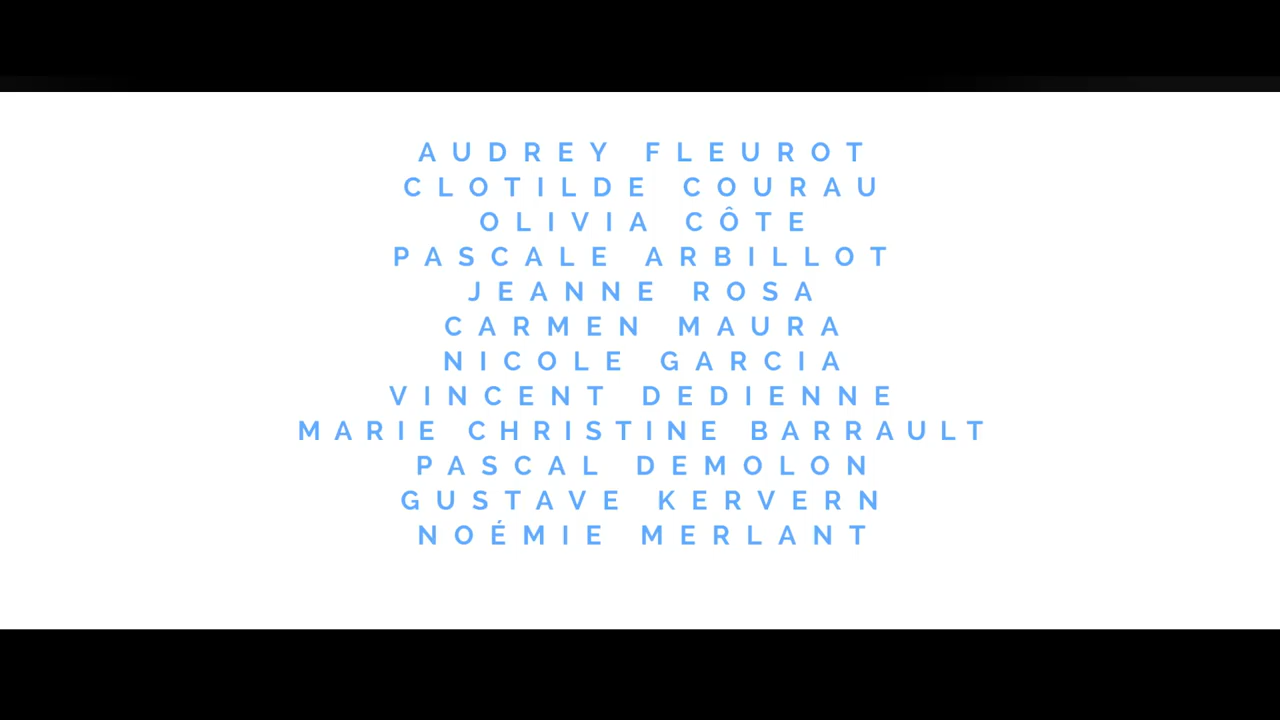 AUDREY FLEUROT
CLOTILDE COURAU
OLIVIA CÔTE
PASCALE ARBILLOT
JEANNE ROSA
CARMEN MAURA
NICOLE GARCIA
VINCENT DEDIENNE
MARIE CHRISTINE BARRAULT
PASCAL DEMOLON
GUSTAVE KERVERN
NOÉMIE MERLANT